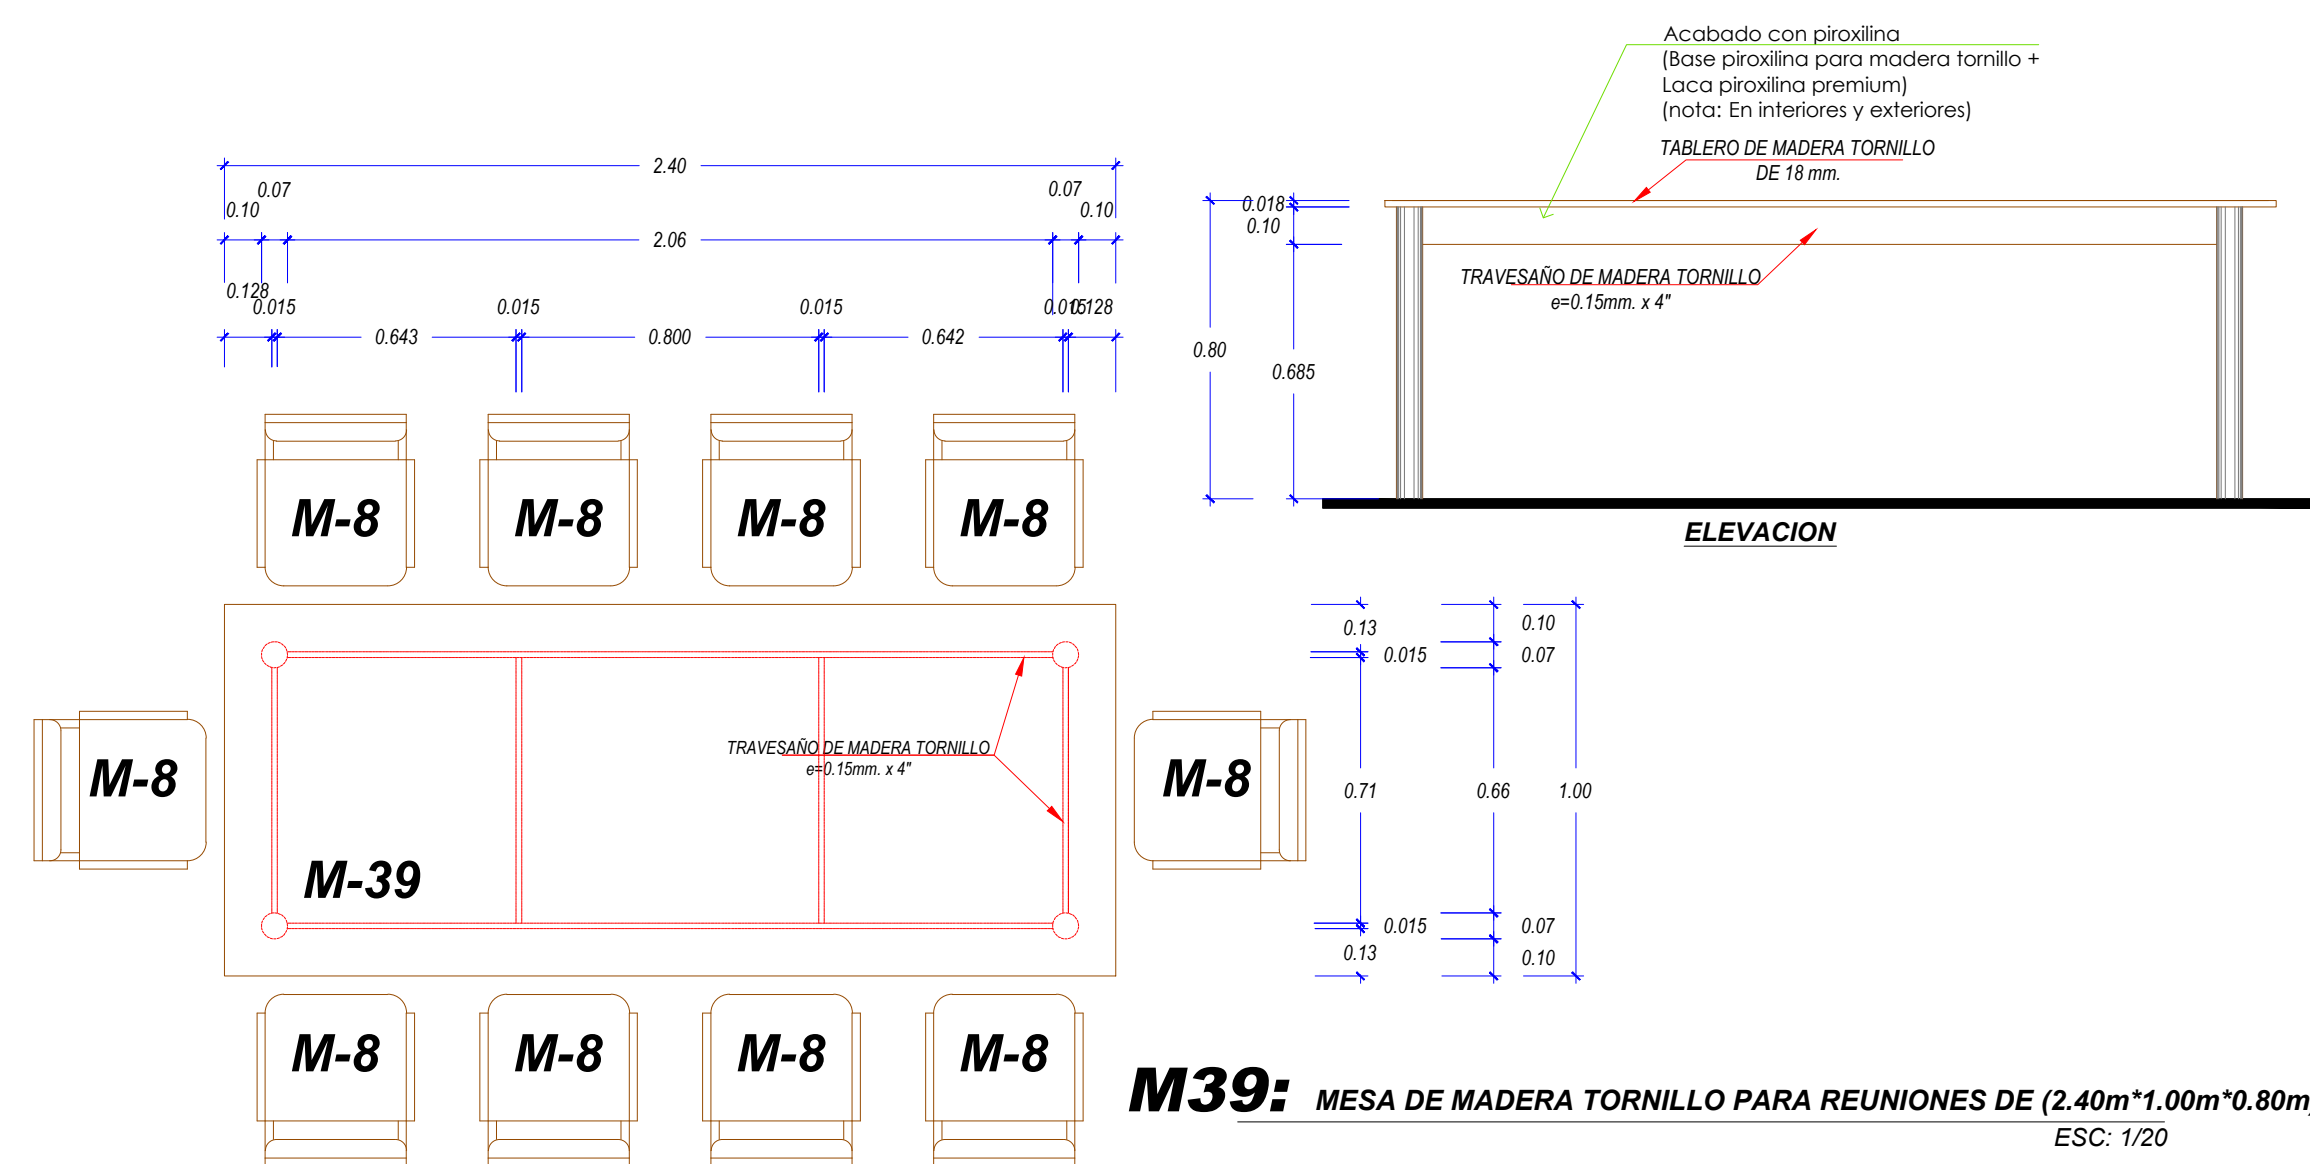 Acabado con piroxilina
(Base piroxilina para madera tornillo +
Laca piroxilina premium)
(nota: En interiores y exteriores)
TABLERO DE MADERA TORNILLO
DE 18 mm.
2.40
0.07
0.07
0.10
0.10
2.06
0.128
0.015
0.015
0.015
0.015
0.128
0.643
0.800
0.642
0.018
0.10
0.80
0.685
TRAVESAÑO DE MADERA TORNILLO
e=0.15mm. x 4"
ELEVACION
M-8
M-8
M-8
M-8
M-8
M-8
TRAVESAÑO DE MADERA TORNILLO
e=0.15mm. x 4"
M-39
0.13
0.015
0.10
0.07
0.71
0.66
1.00
0.015
0.07
0.13
0.10
M-8
M-8
M-8
M-8
M39: MESA DE MADERA TORNILLO PARA REUNIONES DE (2.40m*1.00m*0.80m)
ESC: 1/20